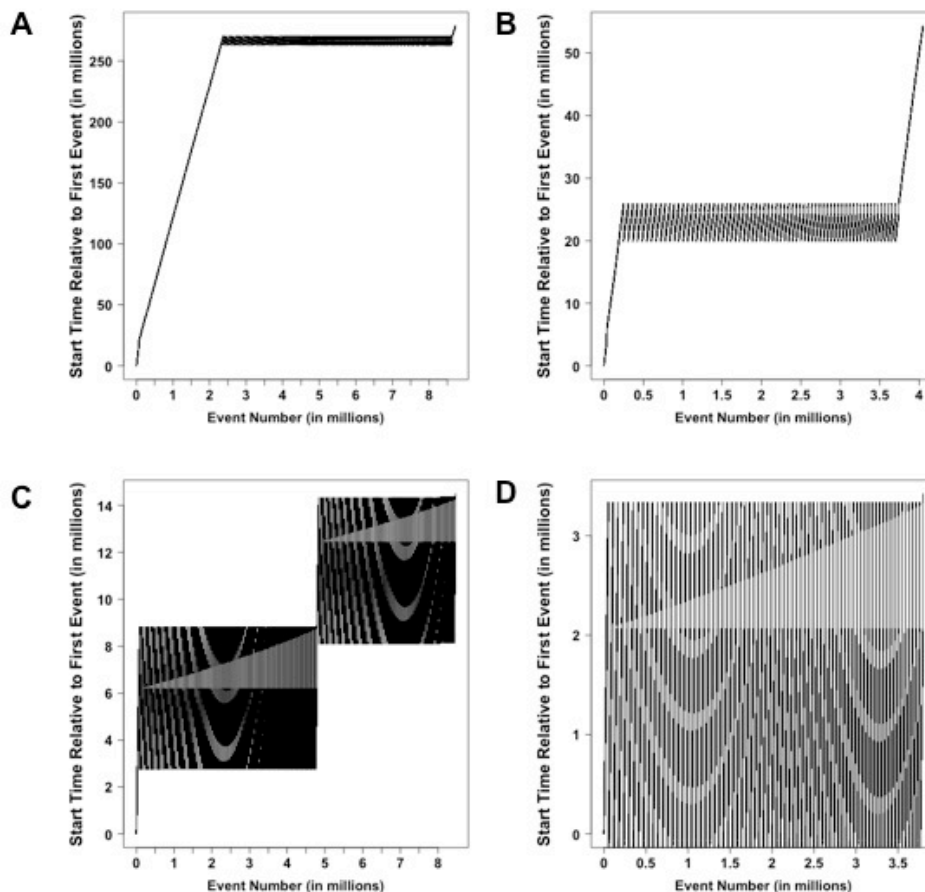 A
Start Time Relative to First Event (in millions)
250
200
150
100
50
0
0 1 2 3 4 5 6 7 8
Event Number (in millions)
B
Start Time Relative to First Event (in millions)
50
40
30
20
10
0
0 0.5 1 1.5 2 2.5 3 3.5 4
Event Number (in millions)
C
Start Time Relative to First Event (in millions)
14
12
10
8
6
4
2
0
0 1 2 3 4 5 6 7 8
Event Number (in millions)
D
Start Time Relative to First Event (in millions)
3
2
1
0
0 0.5 1 1.5 2 2.5 3 3.5
Event Number (in millions)